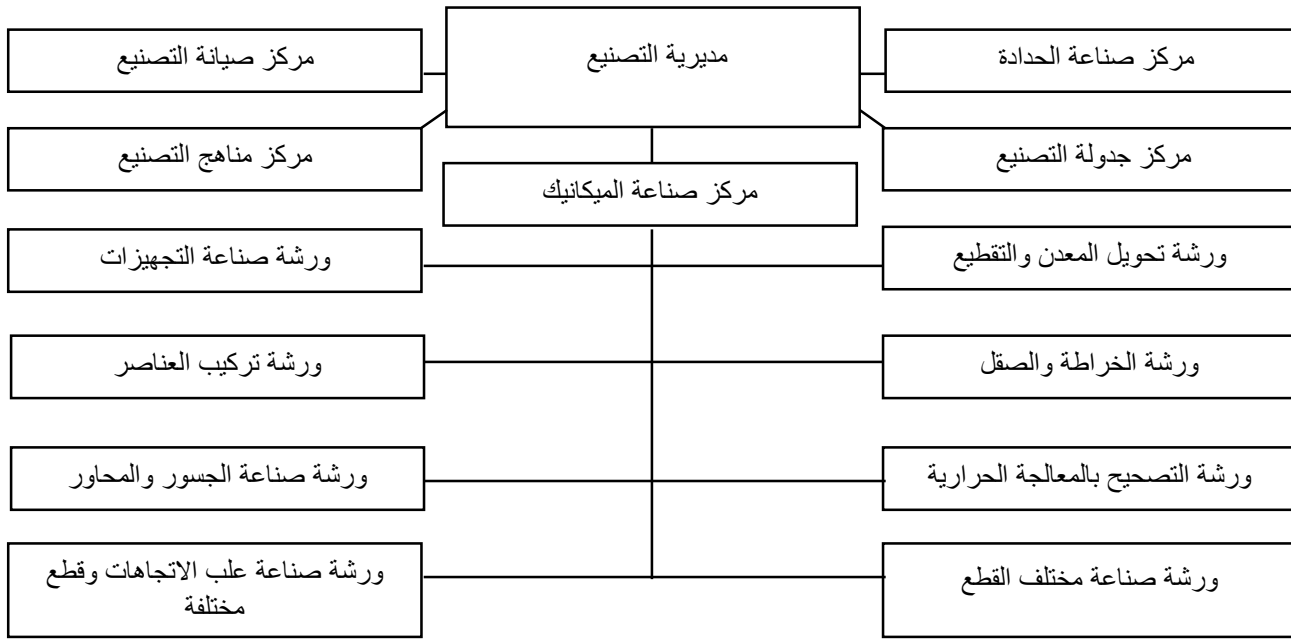 مركز صناعة الحدادة
مديرية التصنيع
مركز صيانة التصنيع
مركز جدولة التصنيع
مركز مناهج التصنيع
مركز صناعة الميكانيك
ورشة تحويل المعدن والتقطيع
ورشة صناعة التجهيزات
ورشة الخراطة والصقل
ورشة تركيب العناصر
ورشة التصحيح بالمعالجة الحرارية
ورشة صناعة الجسور والمحاور
ورشة صناعة مختلف القطع
ورشة صناعة علب الاتجاهات وقطع
مختلفة